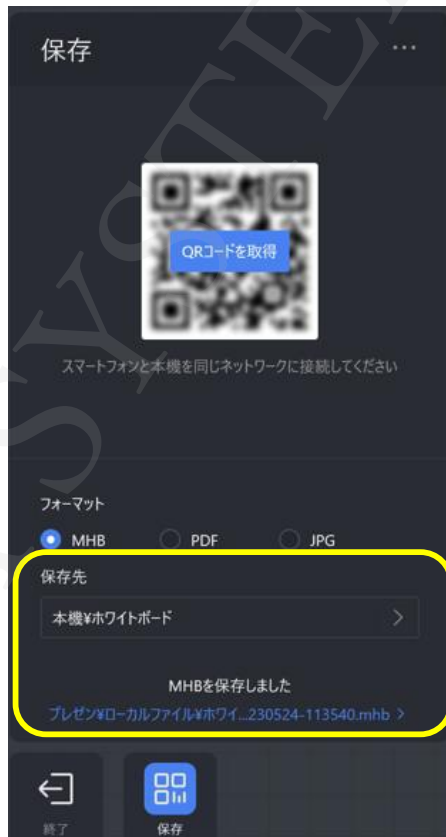 保存
...
QRコードを取得
スマートフォンと本機を同じネットワークに接続してください
フォーマット
MHB PDF JPG
保存先
本機¥ホワイトボード
MHBを保存しました
プレゼン¥ローカルファイル¥ホワイ...230524-113540.mhb >
終了 保存